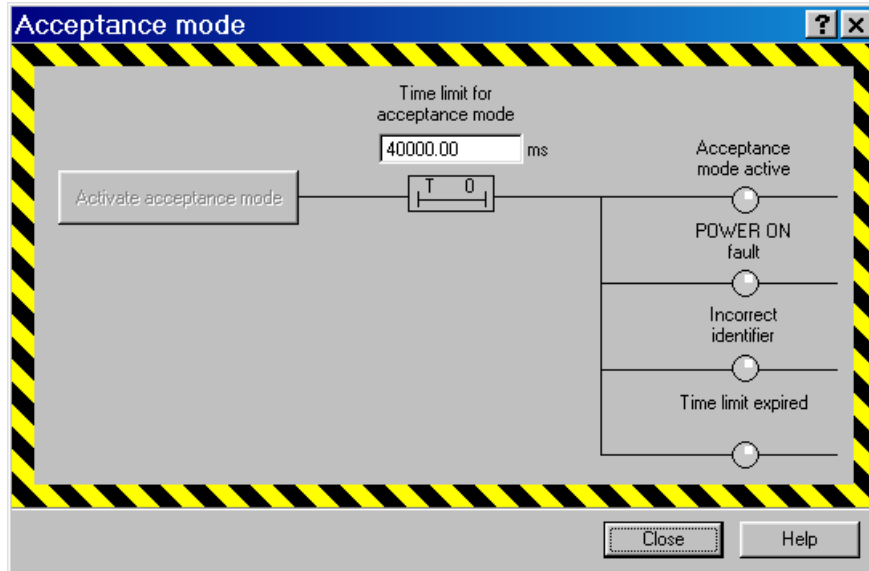 Acceptance mode
Time limit for
acceptance mode
40000.00 ms
Activate acceptance mode
T 0
Acceptance
mode active
POWER ON
fault
Incorrect
identifier
Time limit expired
Close Help